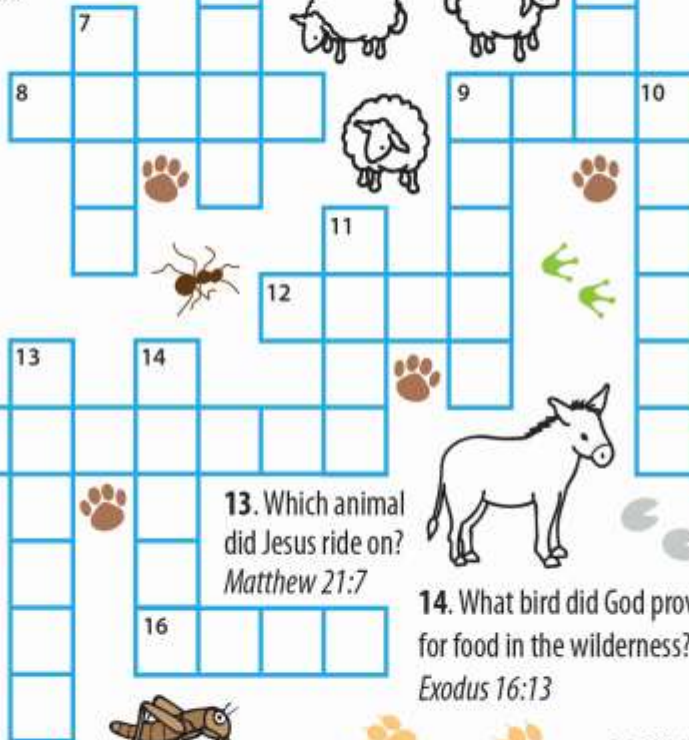 7
8
9
10
11
12
13
14
13. Which animal
did Jesus ride on?
Matthew 21:7
14. What bird did God
for food in the wilderness?
Exodus 16:13
16